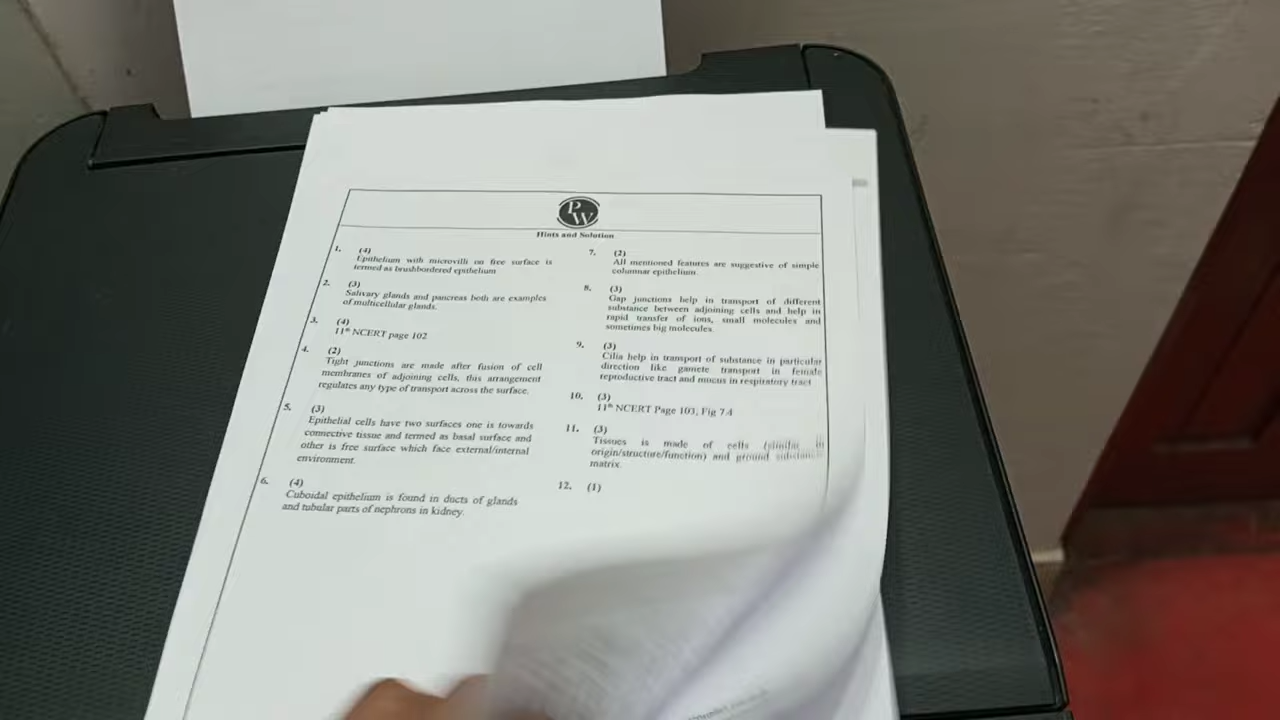 PW
Hints and Solution
1. (4)
Epithelium with microvilli on free surface is
termed as brushbordered epithelium
2. (3)
Salivary glands and pancreas both are examples
of multicellular glands.
3. (4)
11th NCERT page 102
4. (2)
Tight junctions are made after fusion of cell
membranes of adjoining cells, this arrangement
regulates any type of transport across the surface.
5. (3)
Epithelial cells have two surfaces one is towards
connective tissue and termed as basal surface and
other is free surface which face external/internal
environment.
6. (4)
Cuboidal epithelium is found in ducts of glands
and tubular parts of nephrons in kidney.
7. (2)
All mentioned features are suggestive of simple
columnar epithelium.
8. (3)
Gap junctions help in transport of different
substance between adjoining cells and help in
rapid transfer of ions, small molecules and
sometimes big molecules.
9. (3)
Cilia help in transport of substance in particular
direction like gamete transport in female
reproductive tract and mucus in respiratory tract
10. (3)
11th NCERT Page 103, Fig 7.4
11. (3)
Tissues is made of cells (similar in
origin/structure/function) and ground substance
matrix.
12. (1)